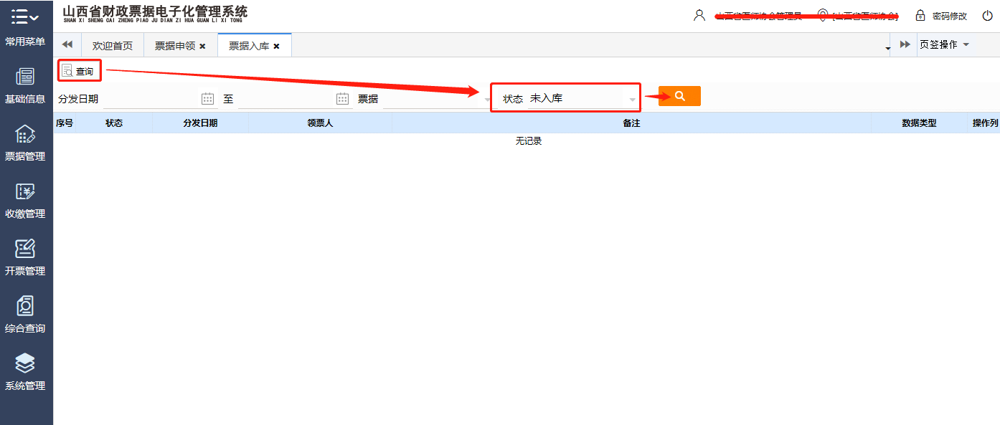 山西省财政票据电子化管理系统
SHAN XI SHENG CAI ZHENG PIAO JU DIAN ZI HUA GUAN LI XI TONG
密码修改
常用菜单
欢迎首页 票据申领 票据入库 页签操作
查询
基础信息
分发日期 至 票据 状态 未入库
序号 状态 分发日期 领票人 备注 数据类型 操作列
无记录
票据管理
收缴管理
开票管理
综合查询
系统管理